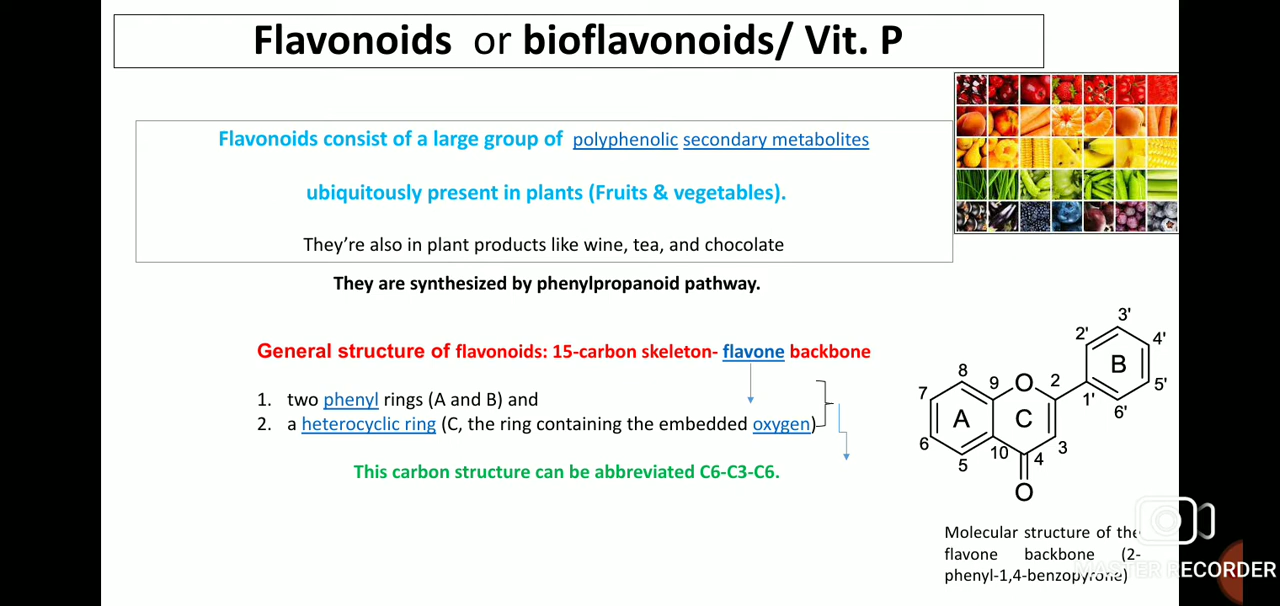 Flavonoids or bioflavonoids/ Vit. P
Flavonoids consist of a large group of polyphenolic secondary metabolites
ubiquitously present in plants (Fruits & vegetables).
They’re also in plant products like wine, tea, and chocolate
They are synthesized by phenylpropanoid pathway.
General structure of flavonoids: 15-carbon skeleton- flavone backbone
1. two phenyl rings (A and B) and
2. a heterocyclic ring (C, the ring containing the embedded oxygen)
This carbon structure can be abbreviated C6-C3-C6.
3'
2' 4'
B
8 9 O 2 5'
7 1' 6'
A C
6 10 3
5 4
O
Molecular structure of the
flavone backbone (2-
phenyl-1,4-benzopyrone)
MASTER RECORDER